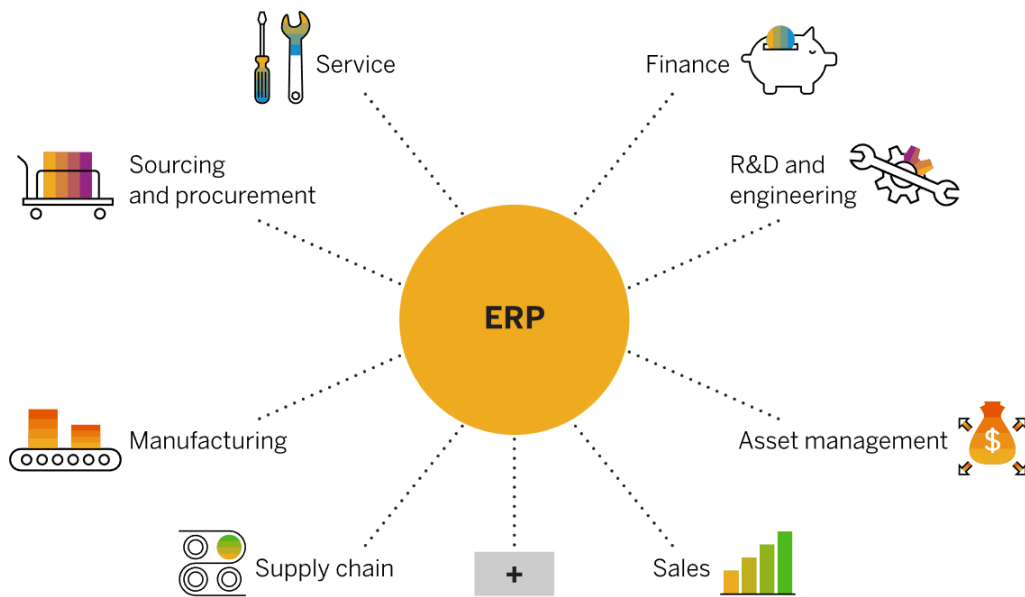 Service
Finance
Sourcing
and procurement
R&D and
engineering
ERP
Manufacturing
Asset management
$
Supply chain
+
Sales